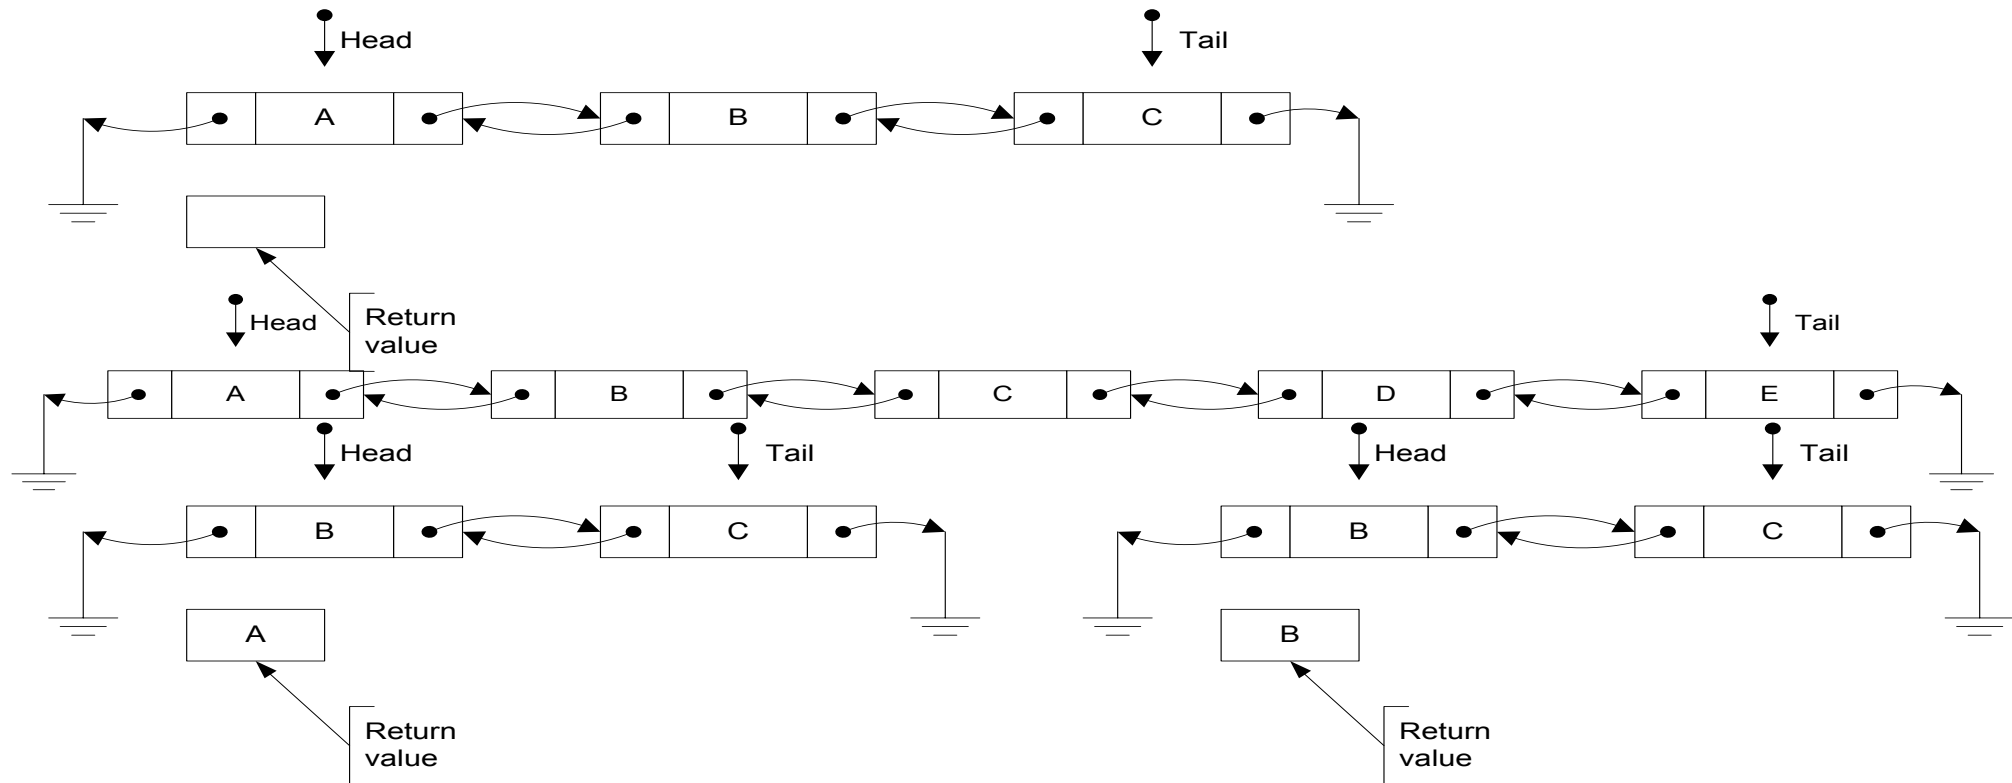 Head
Tail
A
B
C
Head
Return
value
Tail
A
B
C
D
E
Head
Tail
Head
Tail
B
C
B
C
A
B
Return
value
Return
value